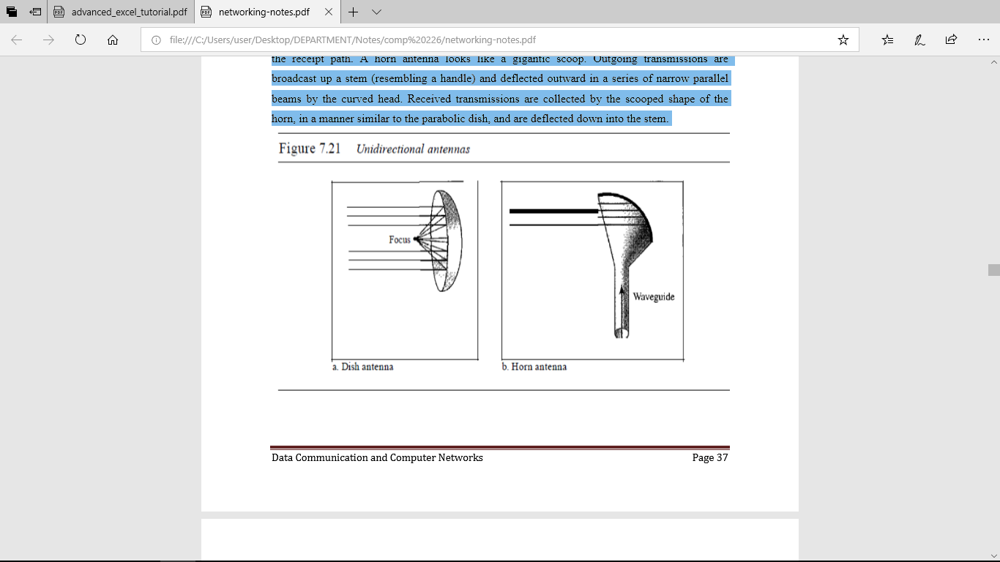 advanced_excel_tutorial.pdf
networking-notes.pdf
file:///C:/Users/user/Desktop/DEPARTMENT/Notes/comp%20226/networking-notes.pdf
the receipt path. A horn antenna looks like a gigantic scoop. Outgoing transmissions are
broadcast up a stem (resembling a handle) and deflected outward in a series of narrow parallel
beams by the curved head. Received transmissions are collected by the scooped shape of the
horn, in a manner similar to the parabolic dish, and are deflected down into the stem.
Figure 7.21 Unidirectional antennas
Focus
Waveguide
a. Dish antenna
b. Horn antenna
Data Communication and Computer Networks
Page 37